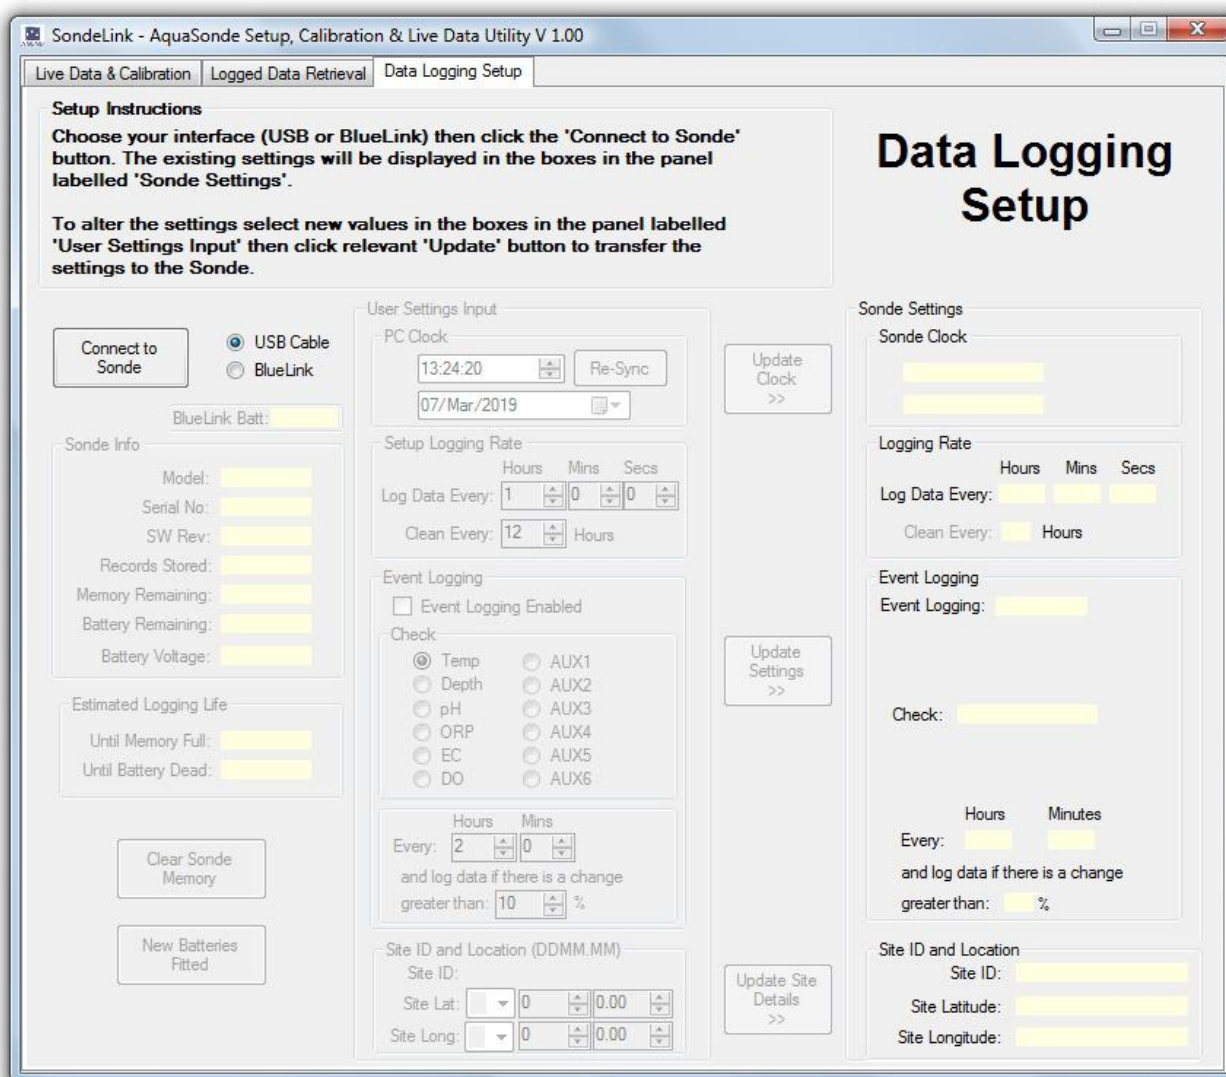 SondeLink - AquaSonde Setup, Calibration & Live Data Utility V 1.00
Live Data & Calibration
Logged Data Retrieval
Data Logging Setup
Setup Instructions
Choose your interface (USB or BlueLink) then click the 'Connect to Sonde'
button. The existing settings will be displayed in the boxes in the panel
labelled 'Sonde Settings'.
To alter the settings select new values in the boxes in the panel labelled
'User Settings Input' then click relevant 'Update' button to transfer the
settings to the Sonde.
Data Logging
Setup
Connect to
Sonde
USB Cable
BlueLink
BlueLink Batt:
Sonde Info
Model:
Serial No:
SW Rev:
Records Stored:
Memory Remaining:
Battery Remaining:
Battery Voltage:
Estimated Logging Life
Until Memory Full:
Until Battery Dead:
Clear Sonde
Memory
New Batteries
Fitted
User Settings Input
PC Clock
13:24:20
Re-Sync
07/Mar/2019
Setup Logging Rate
Hours Mins Secs
Log Data Every: 1 0 0
Clean Every: 12 Hours
Event Logging
Event Logging Enabled
Check
Temp AUX1
Depth AUX2
pH AUX3
ORP AUX4
EC AUX5
DO AUX6
Hours Mins
Every: 2 0
and log data if there is a change
greater than: 10 %
Site ID and Location (DDMM.MM)
Site ID:
Site Lat: 0 0.00
Site Long: 0 0.00
Update
Clock
>>
Update
Settings
>>
Update Site
Details
>>
Sonde Settings
Sonde Clock
Logging Rate
Hours Mins Secs
Log Data Every:
Clean Every: Hours
Event Logging
Event Logging:
Check:
Hours Minutes
Every:
and log data if there is a change
greater than: %
Site ID and Location
Site ID:
Site Latitude:
Site Longitude: